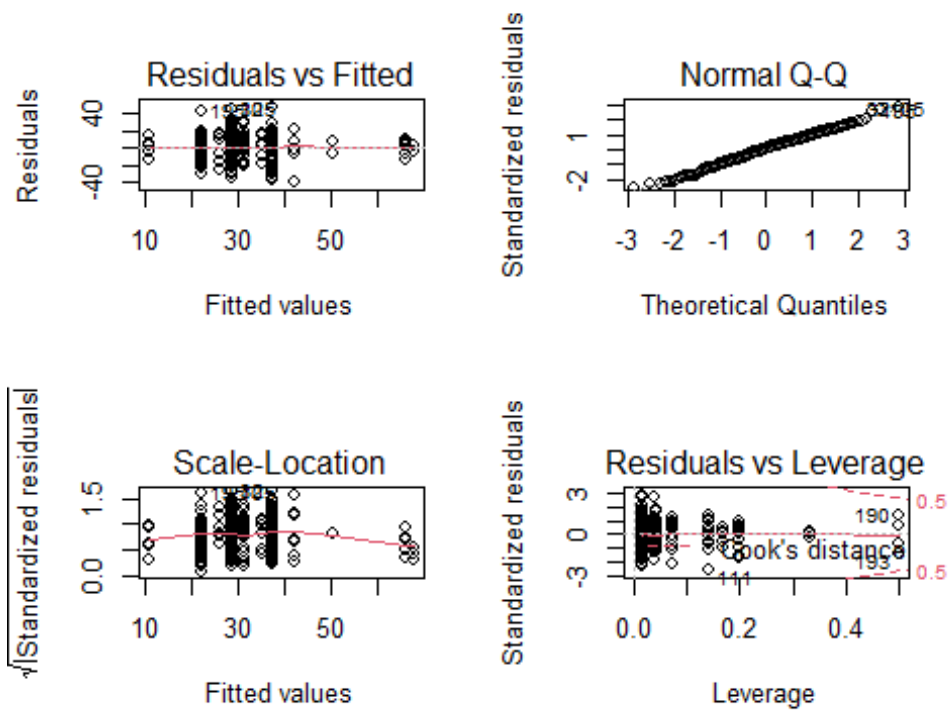 Residuals vs Fitted
Residuals
40
-40
10 30 50
Fitted values
Normal Q-Q
Standardized residuals
1
-2
-3 -2 -1 0 1 2 3
Theoretical Quantiles
Scale-Location
√|Standardized residuals|
1.5
0.0
10 30 50
Fitted values
Residuals vs Leverage
Standardized residuals
3
0
-3
0.5
190
Cook's distance
193
111
0.5
0.0 0.2 0.4
Leverage